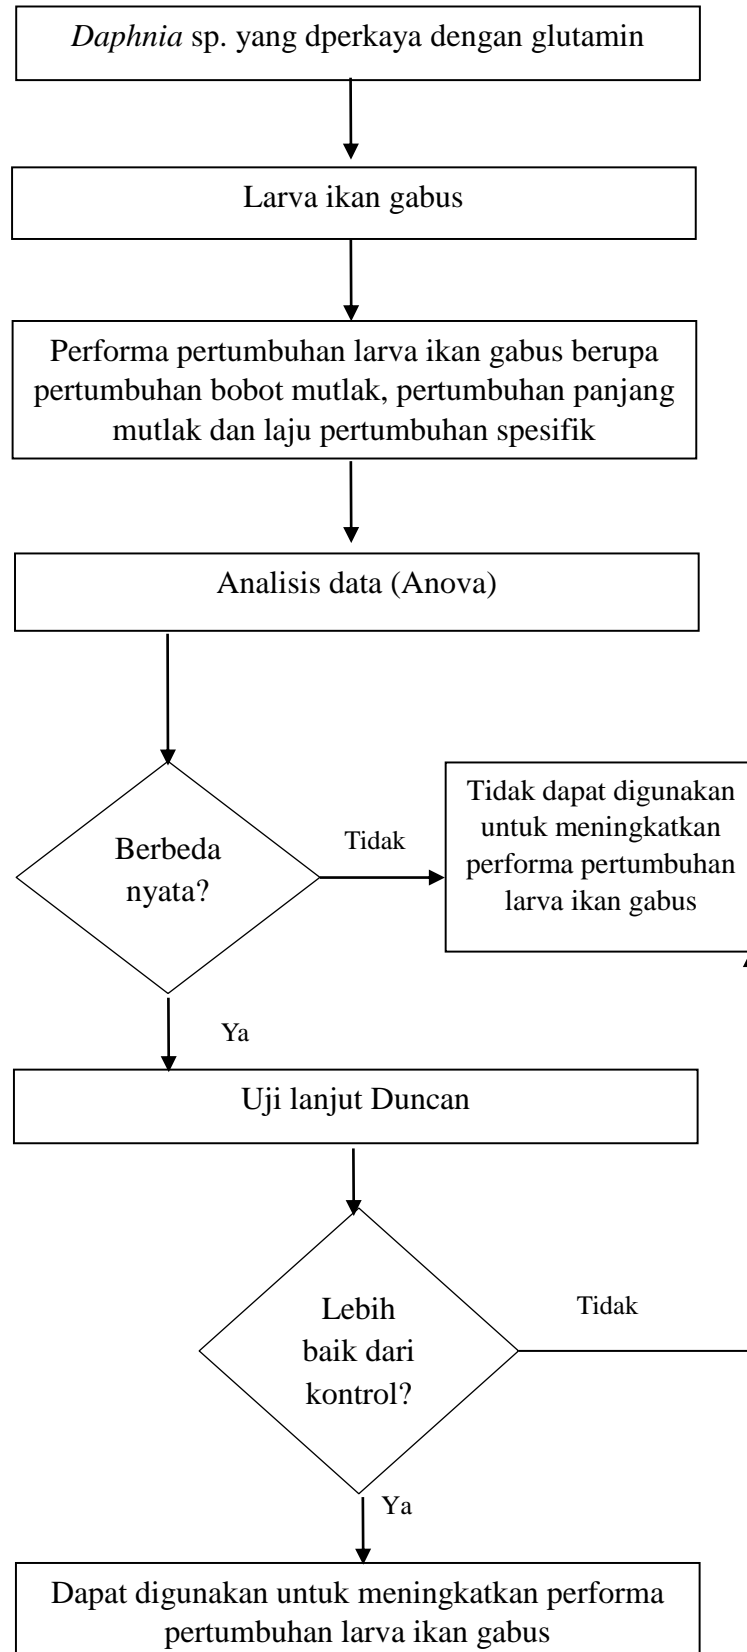 Daphnia sp. yang dperkaya dengan glutamin
Larva ikan gabus
Performa pertumbuhan larva ikan gabus berupa
pertumbuhan bobot mutlak, pertumbuhan panjang
mutlak dan laju pertumbuhan spesifik
Analisis data (Anova)
Berbeda
nyata?
Tidak
Tidak dapat digunakan
untuk meningkatkan
performa pertumbuhan
larva ikan gabus
Ya
Uji lanjut Duncan
Lebih
baik dari
kontrol?
Tidak
Ya
Dapat digunakan untuk meningkatkan performa
pertumbuhan larva ikan gabus